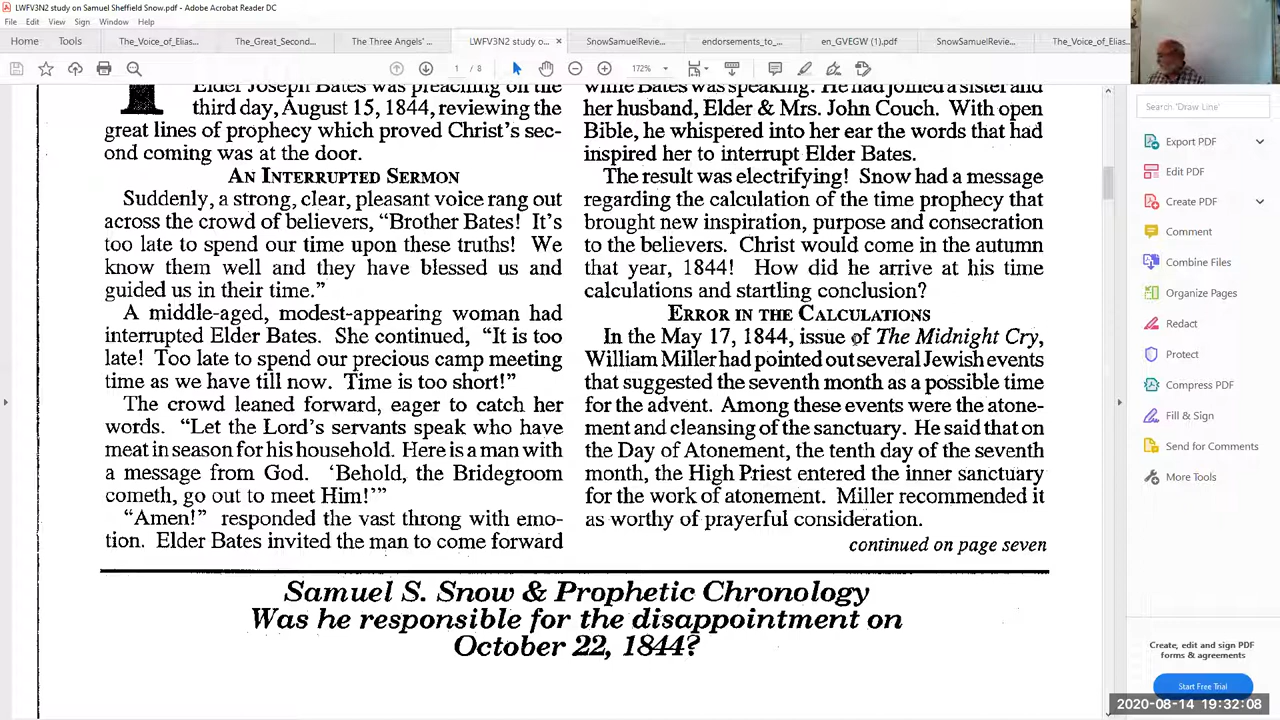 LWFV3N2 study on Samuel Sheffield Snow.pdf - Adobe Acrobat Reader DC
File Edit View Sign Window Help
Home Tools The_Voice_of_Elias... The_Great_Second... The Three Angels' ... LWFV3N2 study o... × SnowSamuelRevie... endorsements_to_... en_GVEGW (1).pdf SnowSamuelRevie... The_Voice_of_Elias...
1 / 8 172%
Elder Joseph Bates was preaching on the
third day, August 15, 1844, reviewing the
great lines of prophecy which proved Christ's sec-
ond coming was at the door.
AN INTERRUPTED SERMON
Suddenly, a strong, clear, pleasant voice rang out
across the crowd of believers, “Brother Bates! It's
too late to spend our time upon these truths! We
know them well and they have blessed us and
guided us in their time.”
A middle-aged, modest-appearing woman had
interrupted Elder Bates. She continued, “It is too
late! Too late to spend our precious camp meeting
time as we have till now. Time is too short!”
The crowd leaned forward, eager to catch her
words. “Let the Lord's servants speak who have
meat in season for his household. Here is a man with
a message from God. ‘Behold, the Bridegroom
cometh, go out to meet Him!’”
“Amen!” responded the vast throng with emo-
tion. Elder Bates invited the man to come forward
while Bates was speaking. He had joined a sister and
her husband, Elder & Mrs. John Couch. With open
Bible, he whispered into her ear the words that had
inspired her to interrupt Elder Bates.
The result was electrifying! Snow had a message
regarding the calculation of the time prophecy that
brought new inspiration, purpose and consecration
to the believers. Christ would come in the autumn
that year, 1844! How did he arrive at his time
calculations and startling conclusion?
ERROR IN THE CALCULATIONS
In the May 17, 1844, issue of The Midnight Cry,
William Miller had pointed out several Jewish events
that suggested the seventh month as a possible time
for the advent. Among these events were the atone-
ment and cleansing of the sanctuary. He said that on
the Day of Atonement, the tenth day of the seventh
month, the High Priest entered the inner sanctuary
for the work of atonement. Miller recommended it
as worthy of prayerful consideration.
continued on page seven
Samuel S. Snow & Prophetic Chronology
Was he responsible for the disappointment on
October 22, 1844?
Search 'Draw Line'
Export PDF
Edit PDF
Create PDF
Comment
Combine Files
Organize Pages
Redact
Protect
Compress PDF
Fill & Sign
Send for Comments
More Tools
Create, edit and sign PDF
forms & agreements
Start Free Trial
2020-08-14 19:32:08